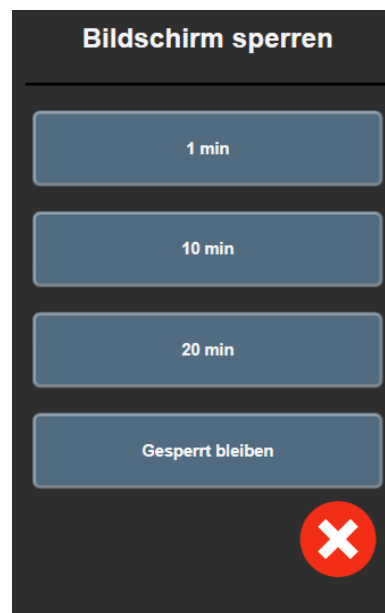 Bildschirm sperren
1 min
10 min
20 min
Gesperrt bleiben